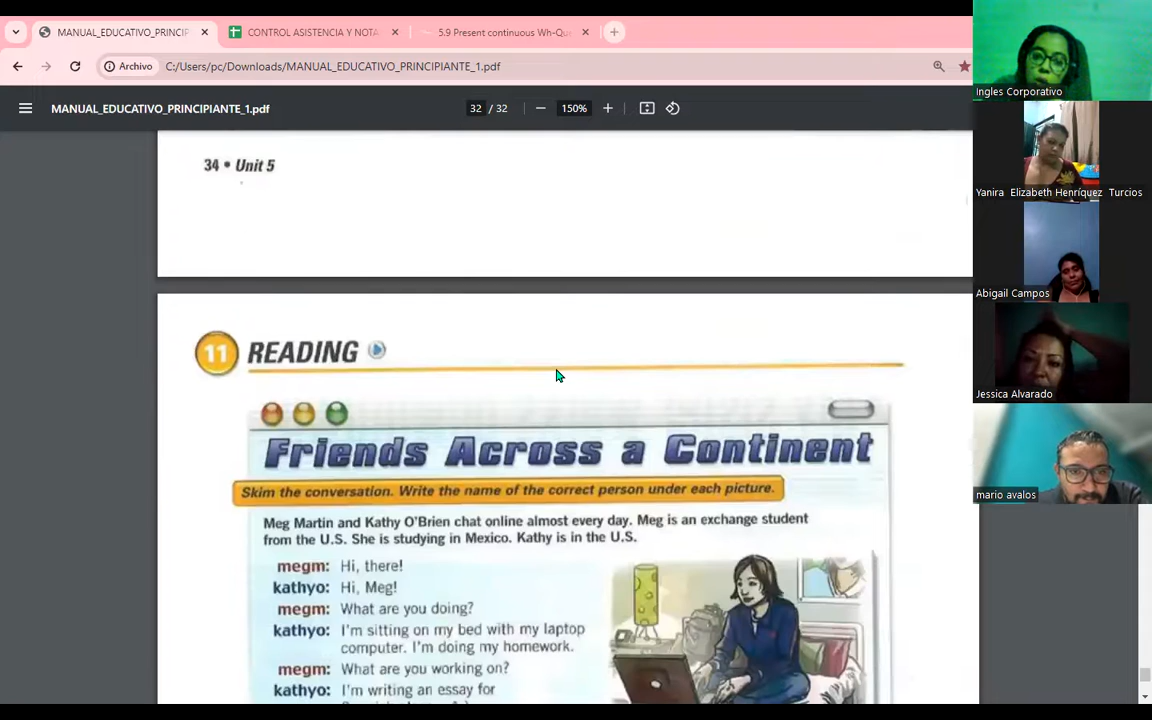 MANUAL_EDUCATIVO_PRINCIP
CONTROL ASISTENCIA Y NOTA
5.9 Present continuous Wh-Qu
Archivo
C:/Users/pc/Downloads/MANUAL_EDUCATIVO_PRINCIPIANTE_1.pdf
MANUAL_EDUCATIVO_PRINCIPIANTE_1.pdf
32 / 32
150%
34 • Unit 5
11 READING
Friends Across a Continent
Skim the conversation. Write the name of the correct person under each picture.
Meg Martin and Kathy O'Brien chat online almost every day. Meg is an exchange student
from the U.S. She is studying in Mexico. Kathy is in the U.S.
megm: Hi, there!
kathyo: Hi, Meg!
megm: What are you doing?
kathyo: I'm sitting on my bed with my laptop
computer. I'm doing my homework.
megm: What are you working on?
kathyo: I'm writing an essay for
Ingles Corporativo
Yanira Elizabeth Henríquez Turcios
Abigail Campos
Jessica Alvarado
mario avalos